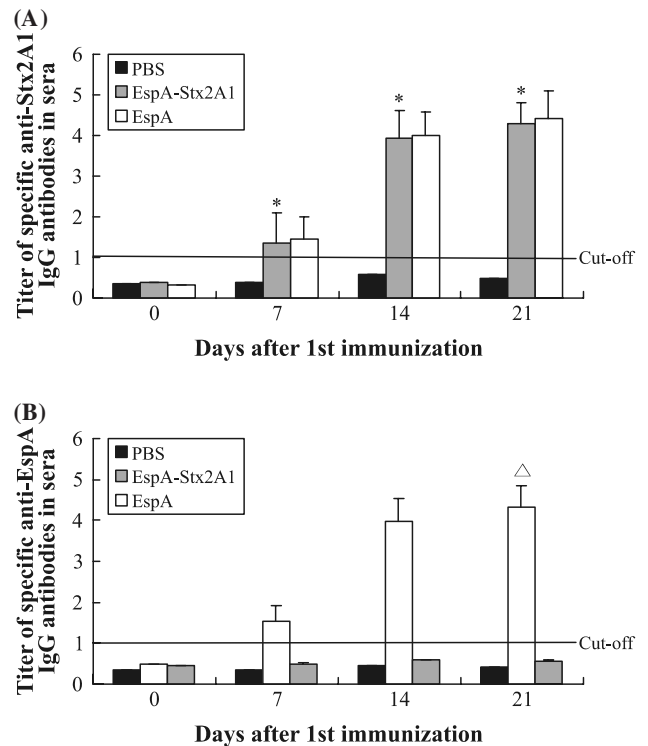 (A)
Titer of specific anti-Stx2A1
IgG antibodies in sera
6
5
4
3
2
1
0
PBS
EspA-Stx2A1
EspA
*
*
*
Cut-off
0 7 14 21
Days after 1st immunization
(B)
Titer of specific anti-EspA
IgG antibodies in sera
6
5
4
3
2
1
0
PBS
EspA-Stx2A1
EspA
△
Cut-off
0 7 14 21
Days after 1st immunization